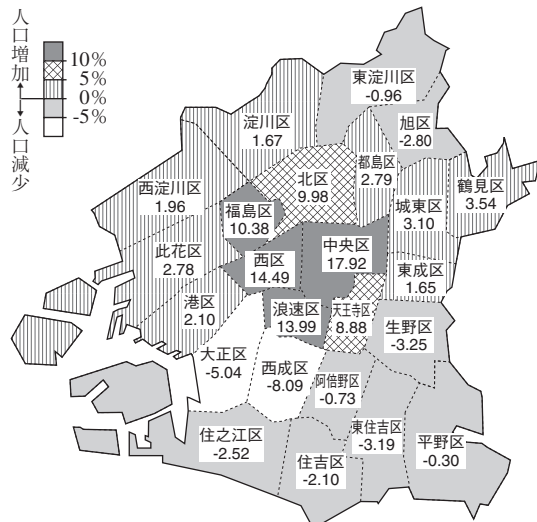 人口増加
人口減少
10%
5%
0%
-5%
東淀川区
-0.96
淀川区
1.67
旭区
-2.80
都島区
2.79
北区
9.98
西淀川区
1.96
鶴見区
3.54
城東区
3.10
福島区
10.38
中央区
17.92
此花区
2.78
西区
14.49
東成区
1.65
港区
2.10
浪速区
13.99
天王寺区
8.88
生野区
-3.25
大正区
-5.04
西成区
-8.09
阿倍野区
-0.73
住之江区
-2.52
東住吉区
-3.19
平野区
-0.30
住吉区
-2.10